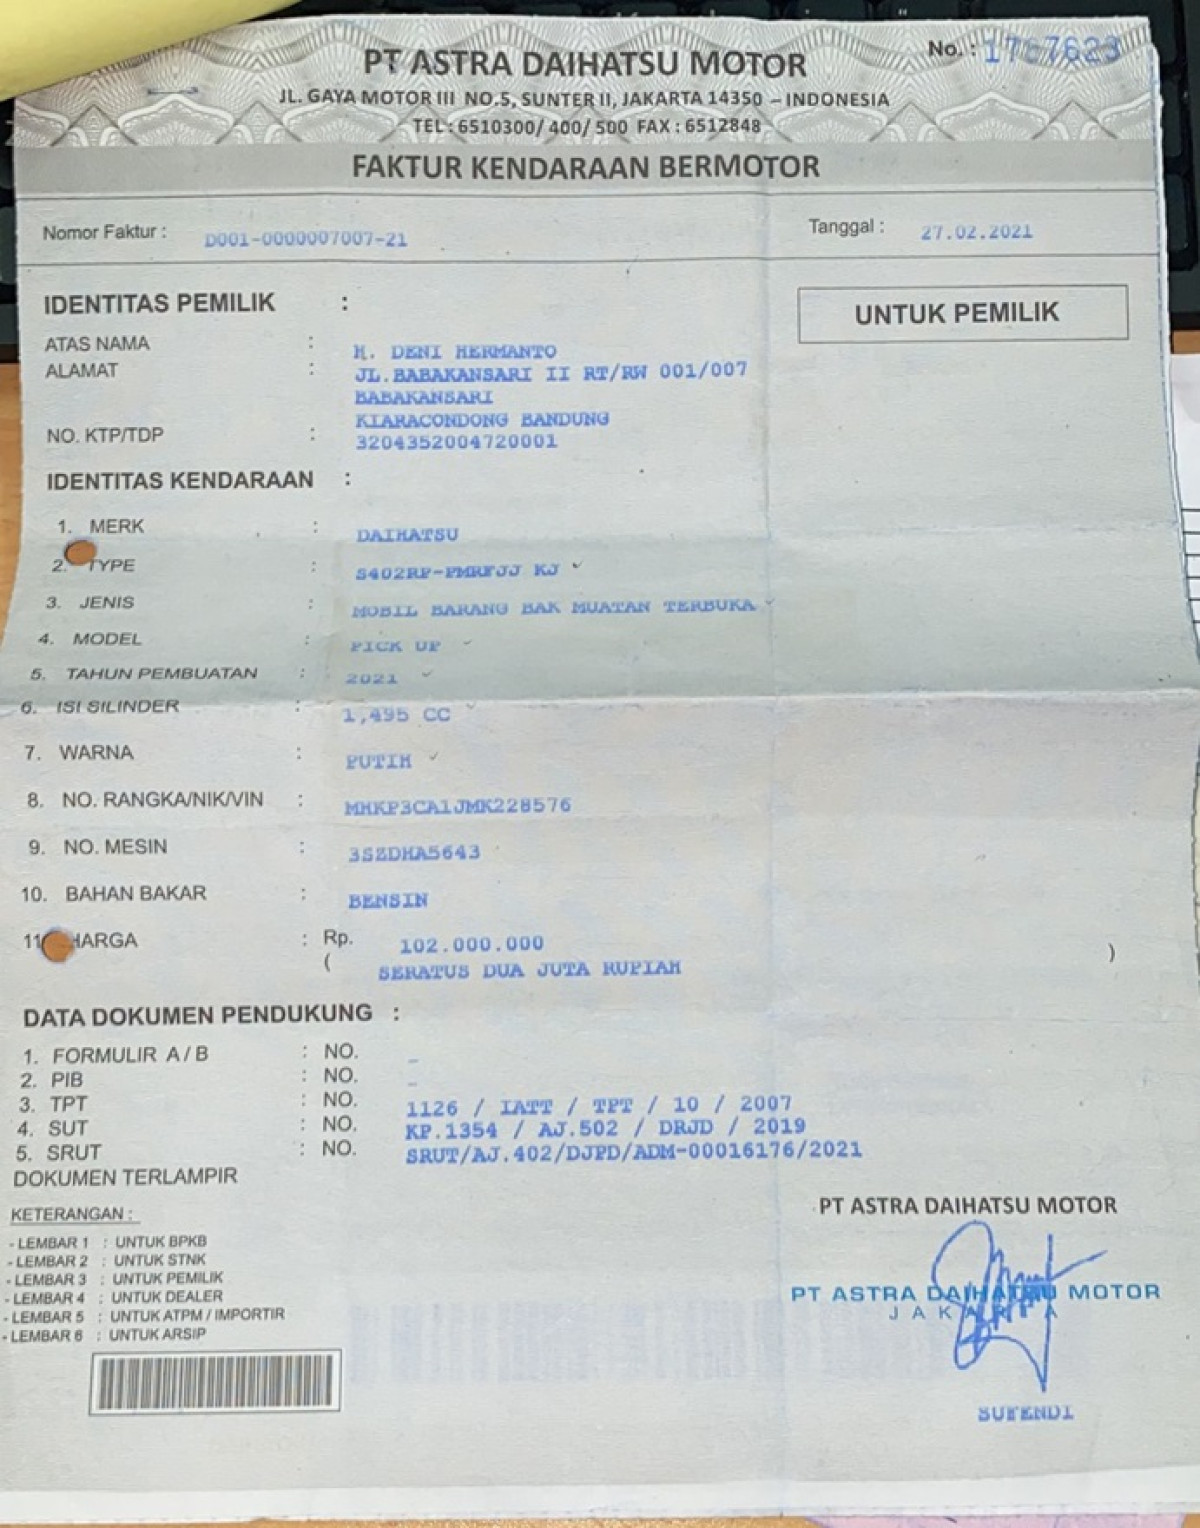 PT ASTRA DAIHATSU MOTOR
No. : 1767623
JL. GAYA MOTOR III NO.5, SUNTER II, JAKARTA 14350 – INDONESIA
TEL : 6510300/ 400/ 500 FAX : 6512848
FAKTUR KENDARAAN BERMOTOR
Nomor Faktur : D001-0000007007-21 Tanggal : 27.02.2021
IDENTITAS PEMILIK : UNTUK PEMILIK
ATAS NAMA : H. DENI HERMANTO
ALAMAT : JL.BABAKANSARI II RT/RW 001/007
BABAKANSARI
KIARACONDONG BANDUNG
NO. KTP/TDP : 3204352004720001
IDENTITAS KENDARAAN :
1. MERK : DAIHATSU
2. TYPE : S402RP-PMRFJJ KJ
3. JENIS : MOBIL BARANG BAK MUATAN TERBUKA
4. MODEL : PICK UP
5. TAHUN PEMBUATAN : 2021
6. ISI SILINDER : 1,495 CC
7. WARNA : PUTIH
8. NO. RANGKA/NIK/VIN : MHKP3CA1JMK228576
9. NO. MESIN : 3SZDHA5643
10. BAHAN BAKAR : BENSIN
11 HARGA : Rp. 102.000.000
( SERATUS DUA JUTA RUPIAH )
DATA DOKUMEN PENDUKUNG :
1. FORMULIR A / B : NO. –
2. PIB : NO. –
3. TPT : NO. 1126 / IATT / TPT / 10 / 2007
4. SUT : NO. KP.1354 / AJ.502 / DRJD / 2019
5. SRUT : NO. SRUT/AJ.402/DJPD/ADM-00016176/2021
DOKUMEN TERLAMPIR
KETERANGAN :
- LEMBAR 1 : UNTUK BPKB
- LEMBAR 2 : UNTUK STNK
- LEMBAR 3 : UNTUK PEMILIK
- LEMBAR 4 : UNTUK DEALER
- LEMBAR 5 : UNTUK ATPM / IMPORTIR
- LEMBAR 6 : UNTUK ARSIP
PT ASTRA DAIHATSU MOTOR
PT ASTRA DAIHATSU MOTOR
JAKARTA
SUFENDI